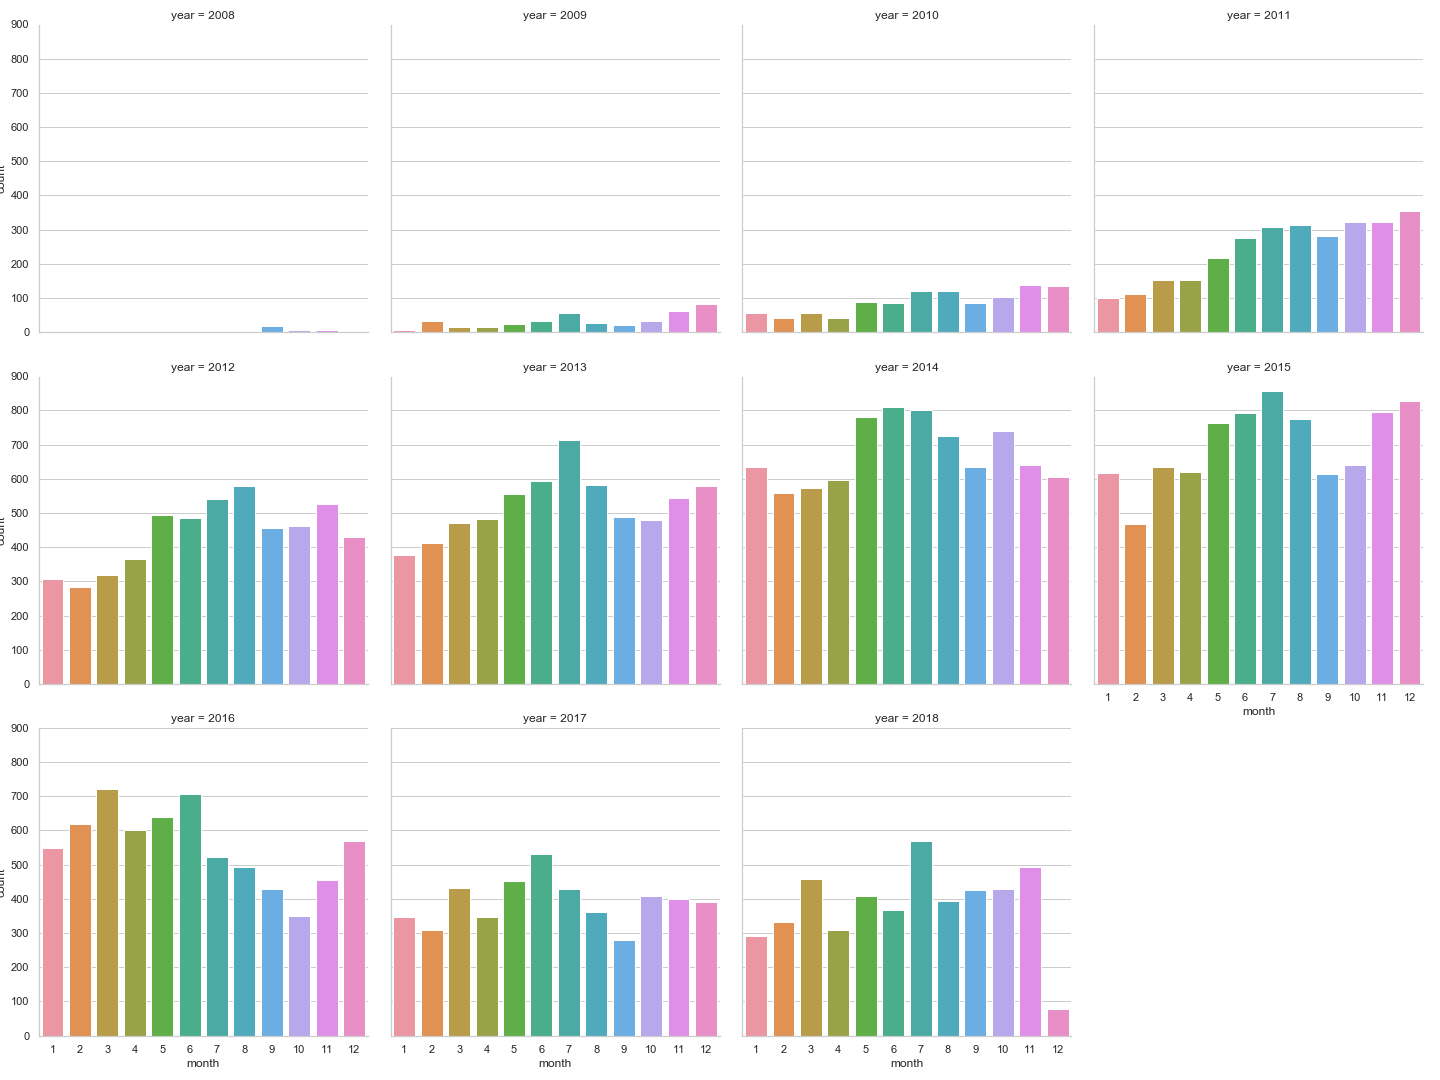 year = 2008
year = 2009
year = 2010
year = 2011
900
800
700
600
500
400
300
200
100
0
count
year = 2012
year = 2013
year = 2014
year = 2015
900
800
700
600
500
400
300
200
100
0
count
1 2 3 4 5 6 7 8 9 10 11 12
month
year = 2016
year = 2017
year = 2018
900
800
700
600
500
400
300
200
100
0
count
1 2 3 4 5 6 7 8 9 10 11 12
month
1 2 3 4 5 6 7 8 9 10 11 12
month
1 2 3 4 5 6 7 8 9 10 11 12
month